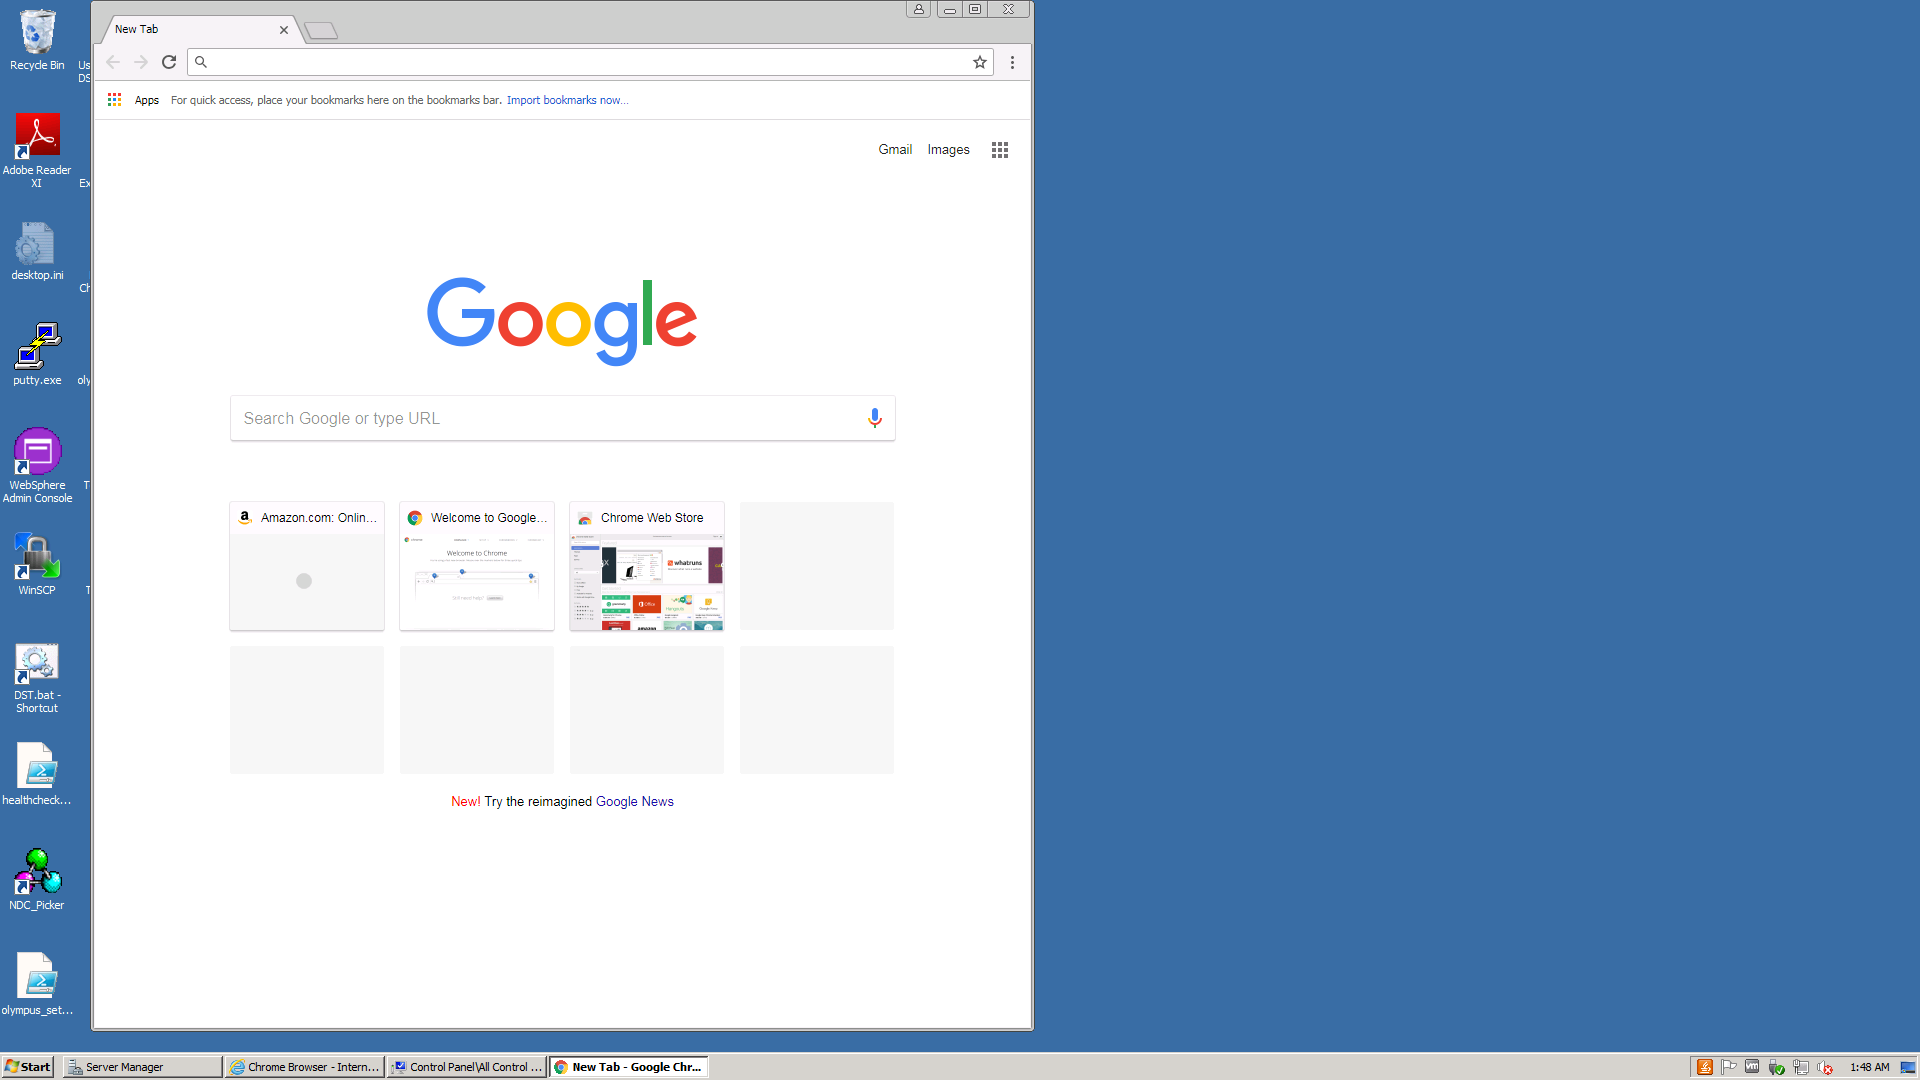 Recycle Bin
Us
DS
Adobe Reader
XI
Ex
desktop.ini
Ch
putty.exe
oly
WebSphere
Admin Console
T
WinSCP
T
DST.bat -
Shortcut
healthcheck...
NDC_Picker
olympus_set...
New Tab
Apps
For quick access, place your bookmarks here on the bookmarks bar. Import bookmarks now...
Gmail
Images
Google
Search Google or type URL
Amazon.com: Onlin...
Welcome to Google...
Chrome Web Store
Welcome to Chrome
whatruns
Office
amazon
New! Try the reimagined Google News
Start
Server Manager
Chrome Browser - Intern...
Control Panel\All Control ...
New Tab - Google Chr...
1:48 AM